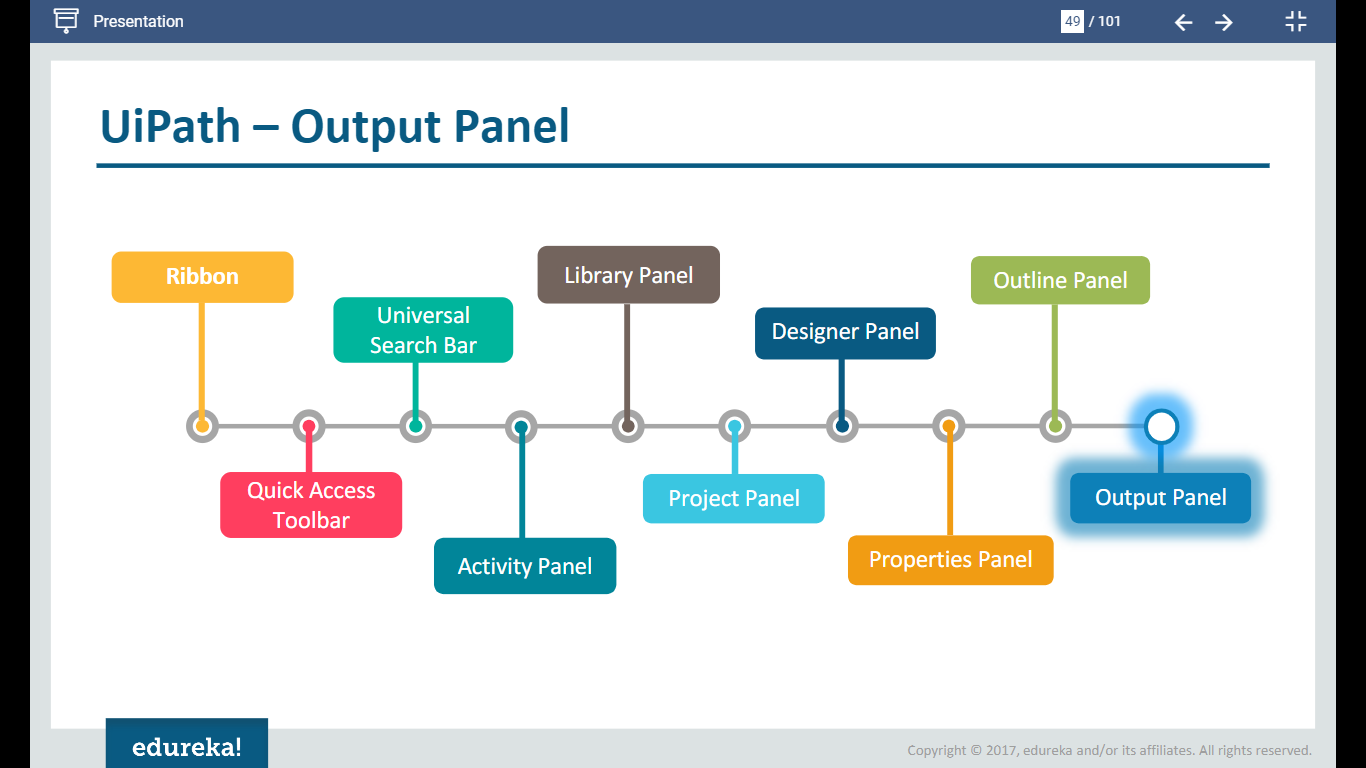 Presentation
49 / 101
UiPath – Output Panel
Ribbon
Quick Access
Toolbar
Universal
Search Bar
Activity Panel
Library Panel
Project Panel
Designer Panel
Properties Panel
Outline Panel
Output Panel
edureka!
Copyright © 2017, edureka and/or its affiliates. All rights reserved.